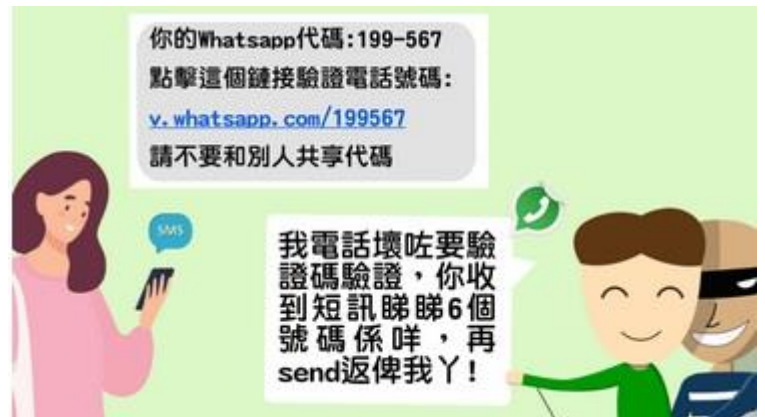 你的Whatsapp代碼:199-567
點擊這個鏈接驗證電話號碼:
v.whatsapp.com/199567
請不要和別人共享代碼
SMS
我電話壞咗要驗
證碼驗證，你收
到短訊睇睇6個
號碼係咩，再
send返俾我丫!